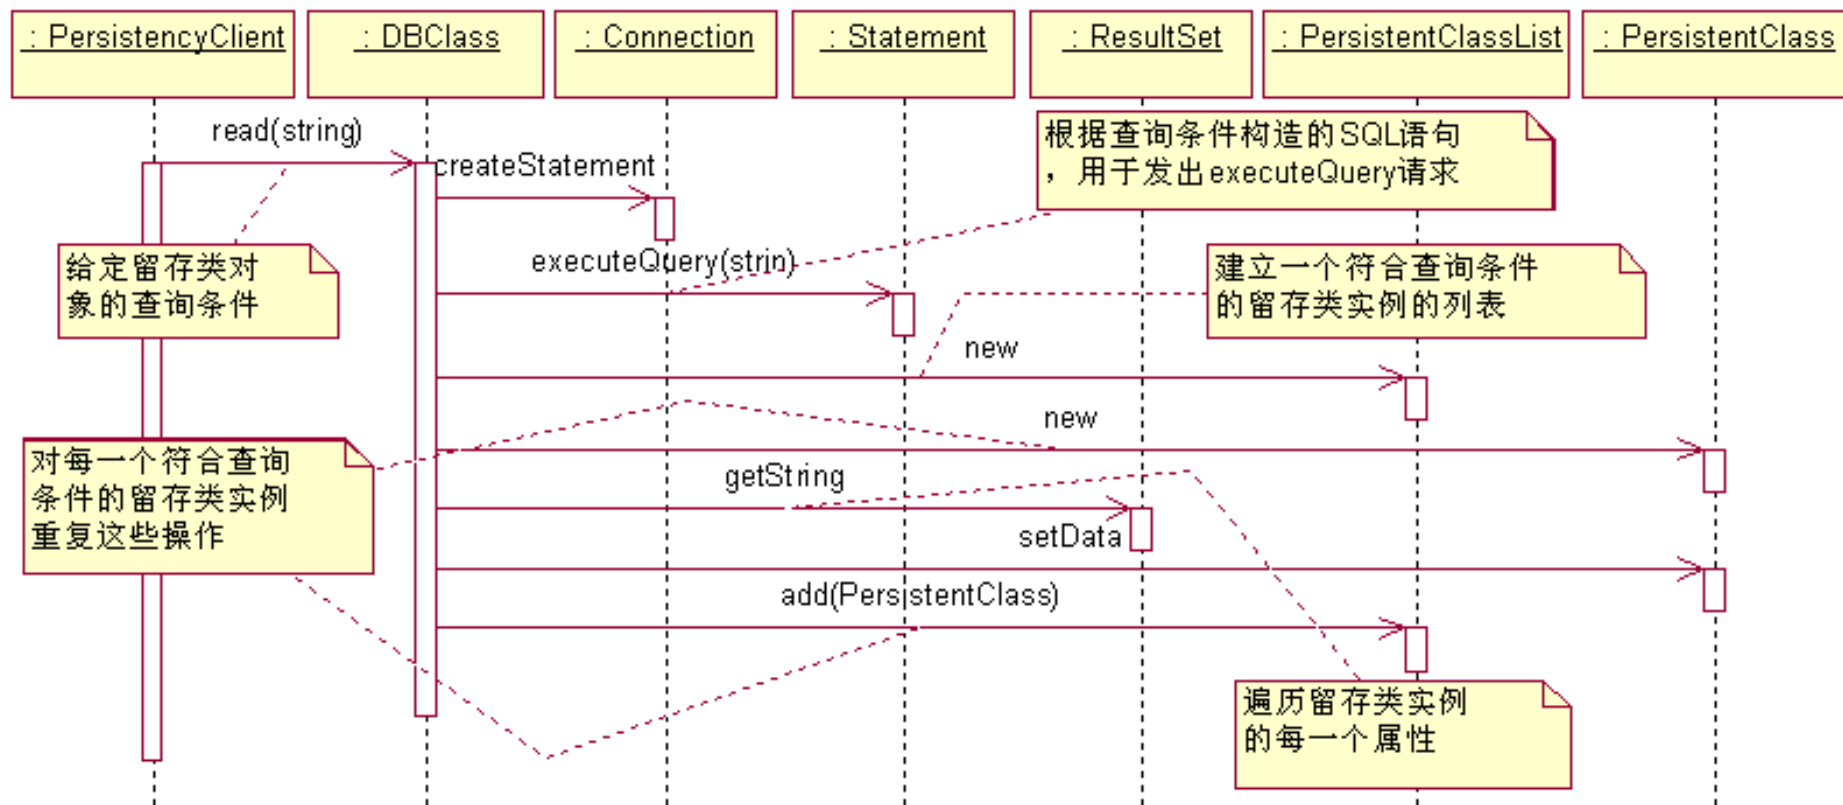 : PersistencyClient
: DBClass
: Connection
: Statement
: ResultSet
: PersistentClassList
: PersistentClass
read(string)
createStatement
根据查询条件构造的SQL语句
，用于发出executeQuery请求
给定留存类对
象的查询条件
executeQuery(strin)
建立一个符合查询条件
的留存类实例的列表
new
new
对每一个符合查询
条件的留存类实例
重复这些操作
getString
setData
add(PersistentClass)
遍历留存类实例
的每一个属性